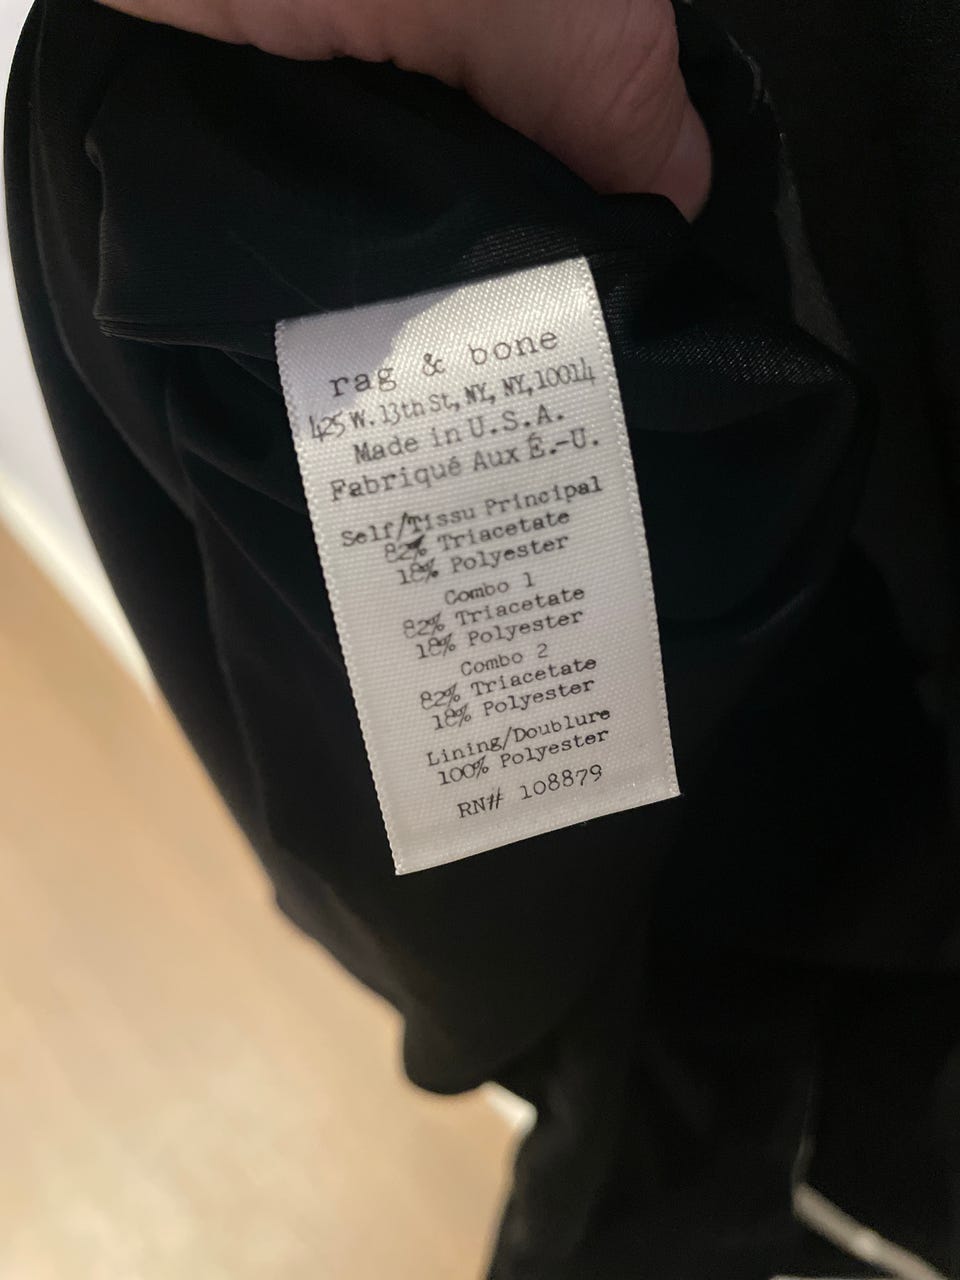 rag & bone
425 W. 13th St, NY, NY, 10014
Made in U.S.A.
Fabriqué Aux É.-U.
Self/Tissu Principal
82% Triacetate
18% Polyester
Combo 1
82% Triacetate
18% Polyester
Combo 2
82% Triacetate
18% Polyester
Lining/Doublure
100% Polyester
RN# 108879